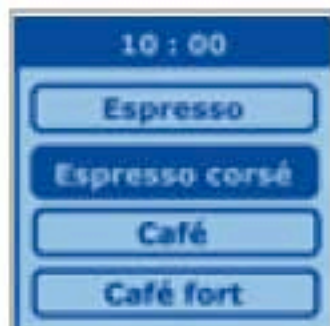 10 : 00
Espresso
Espresso corsé
Café
Café fort